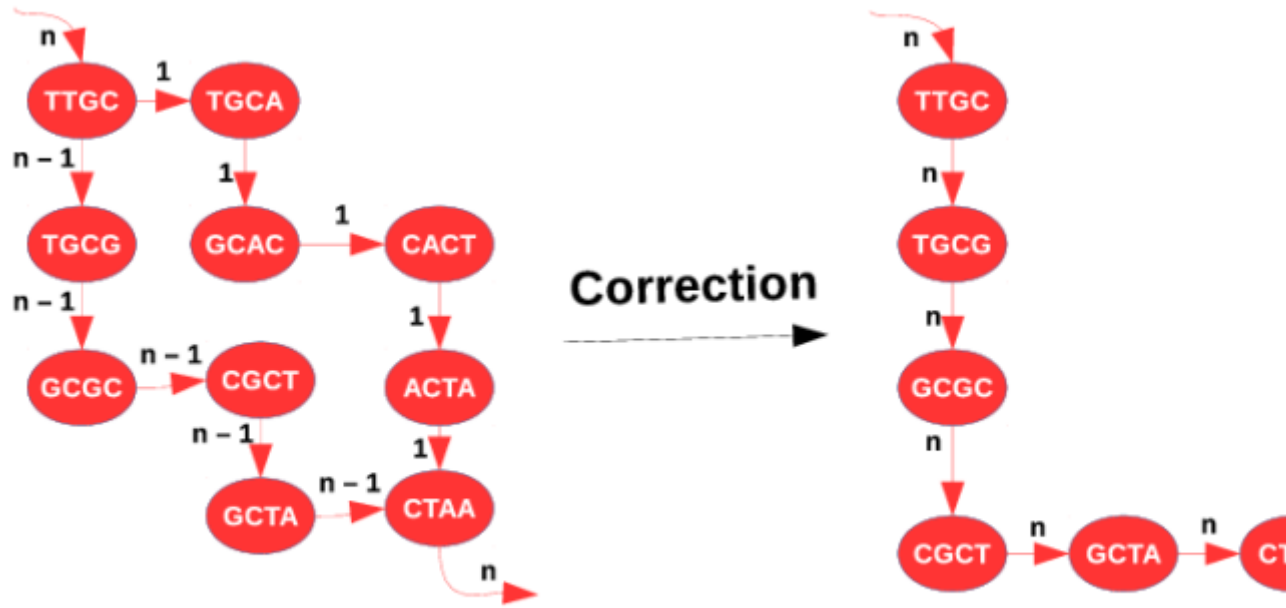 n
n
1
TTGC
TGCA
TTGC
n – 1
1
n
1
TGCG
GCAC
CACT
TGCG
Correction
n – 1
1
n
n – 1
CGCT
GCGC
ACTA
GCGC
n – 1
1
n
n – 1
CTAA
GCTA
n
n
CGCT
GCTA
CT
n